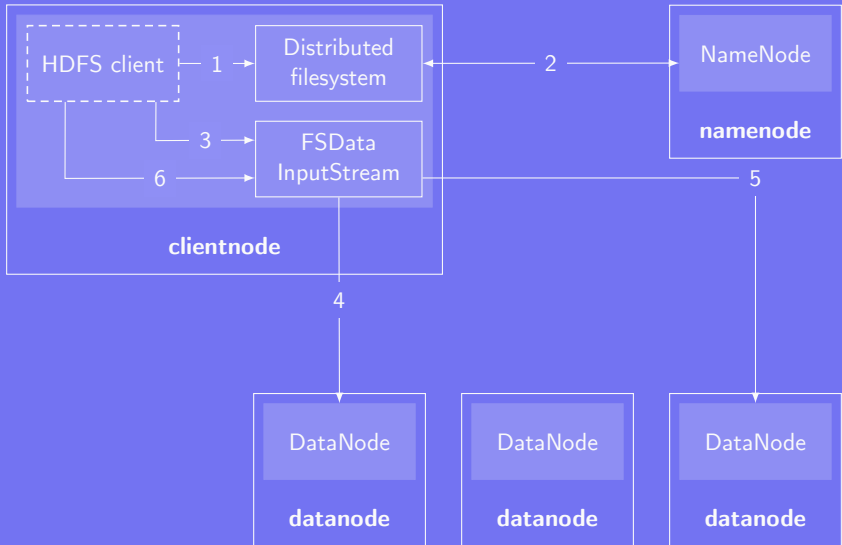 HDFS client
1
Distributed
filesystem
2
NameNode
namenode
3
FSData
InputStream
6
5
clientnode
4
DataNode
datanode
DataNode
datanode
DataNode
datanode